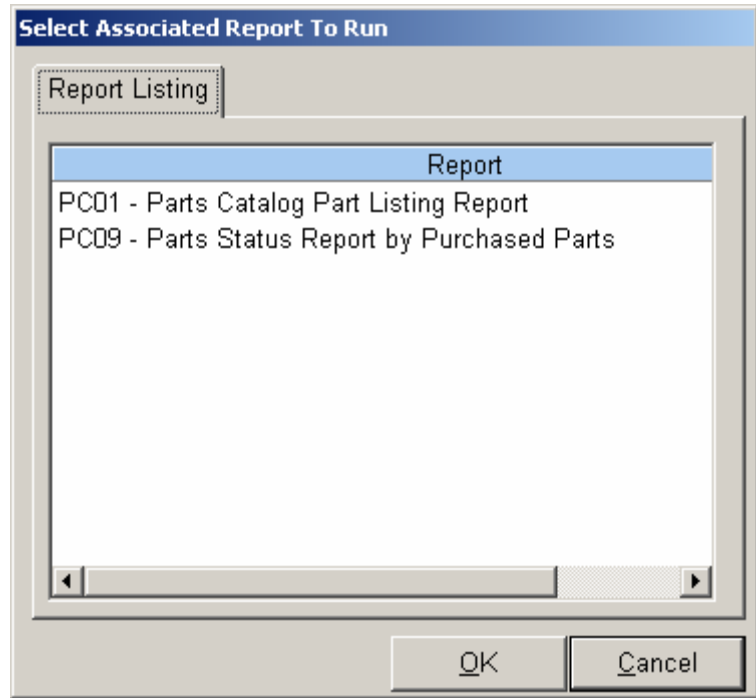 Select Associated Report To Run
Report Listing
Report
PC01 - Parts Catalog Part Listing Report
PC09 - Parts Status Report by Purchased Parts
OK
Cancel